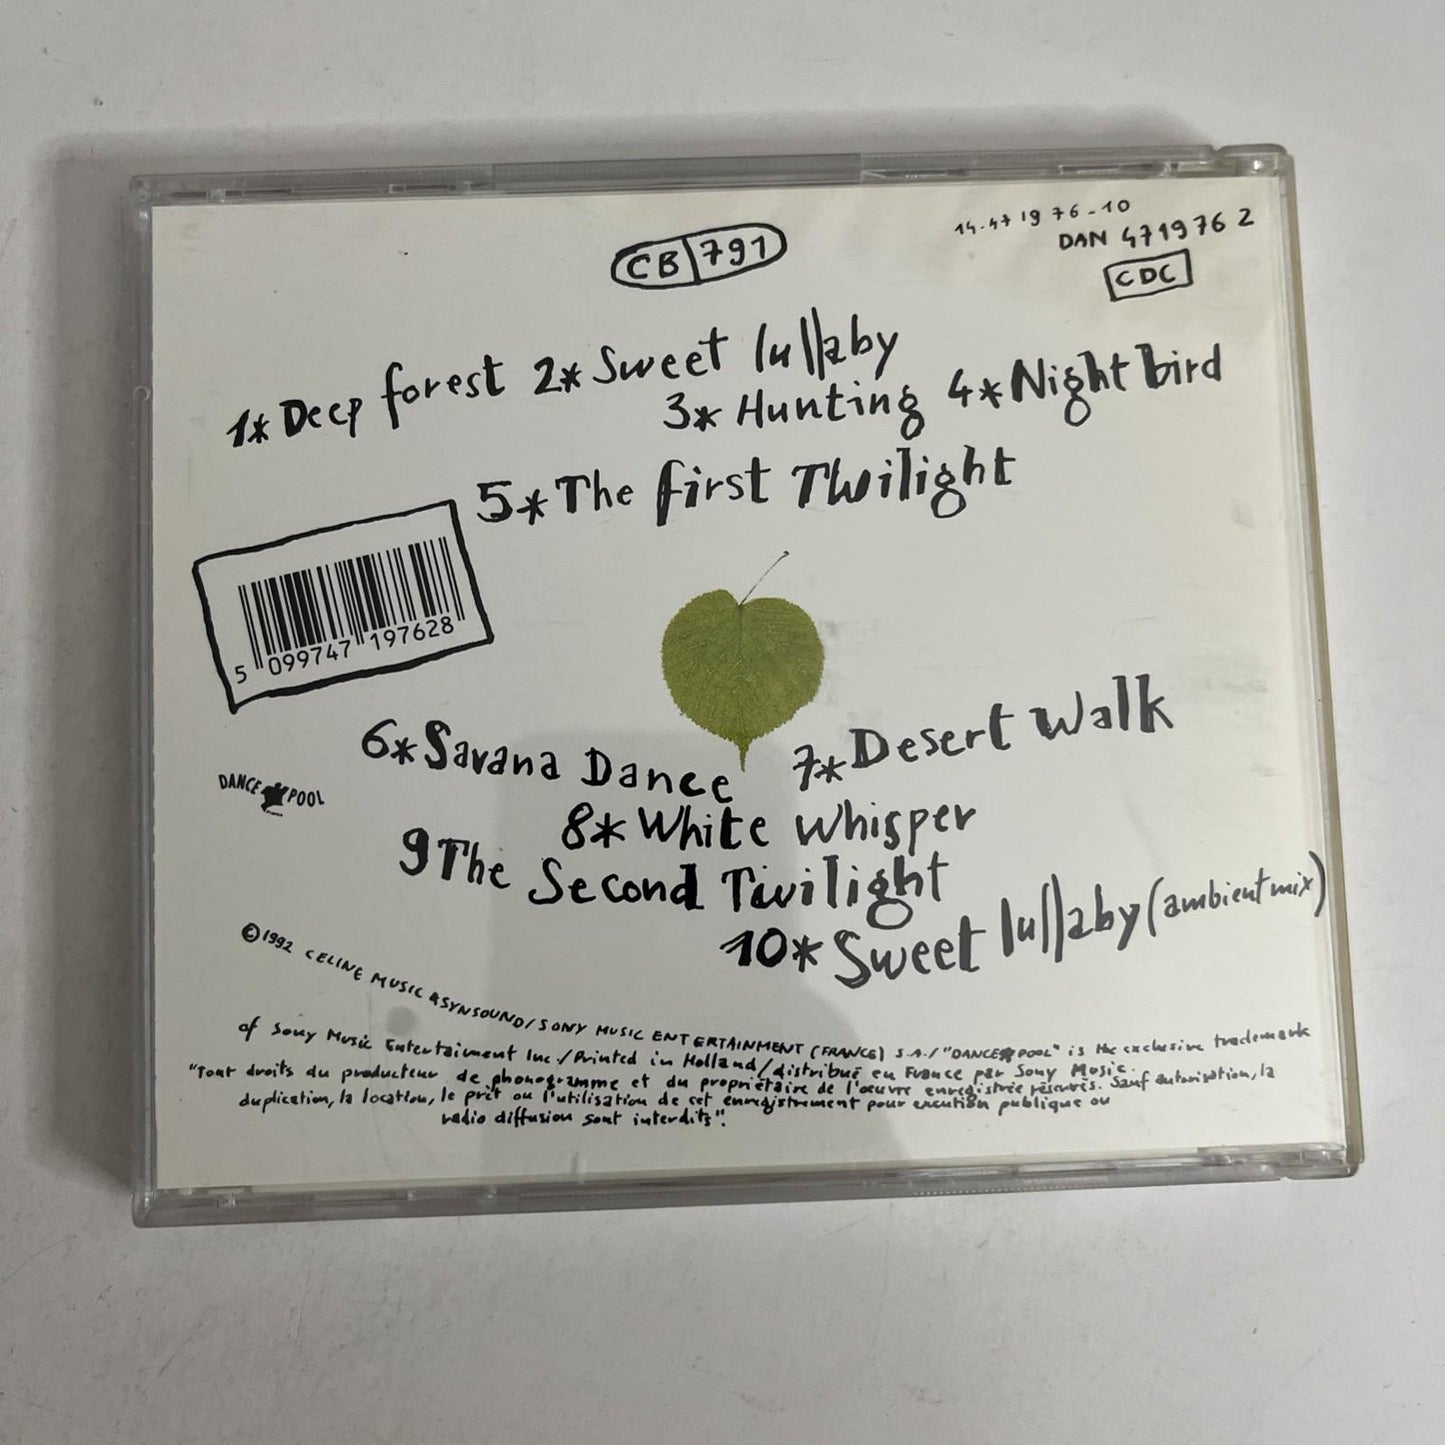 14-47 19 76-10
DAN 471976 2
CB 791
CDC
1* Deep forest 2* Sweet lullaby
3* Hunting 4* Night bird
5* The first Twilight
5 099747 197628
6* Savana Dance 7* Desert Walk
DANCE POOL
8* White Whisper
9 The Second Twilight
10* Sweet lullaby (ambient mix)
©1992 CELINE MUSIC & SYNSOUND/SONY MUSIC ENTERTAINMENT (FRANCE) S.A./"DANCE POOL" is the exclusive trademark
of Sony Music Entertaiment Inc./Printed in Holland/distribué en France par Sony Music.
"Tout droits du producteur de phonogramme et du propriétaire de l'œuvre enregistrée réservés. Sauf autorisation, la
duplication, la location, le prêt ou l'utilisation de cet enregistrement pour execution publique ou
radio diffusion sont interdits".